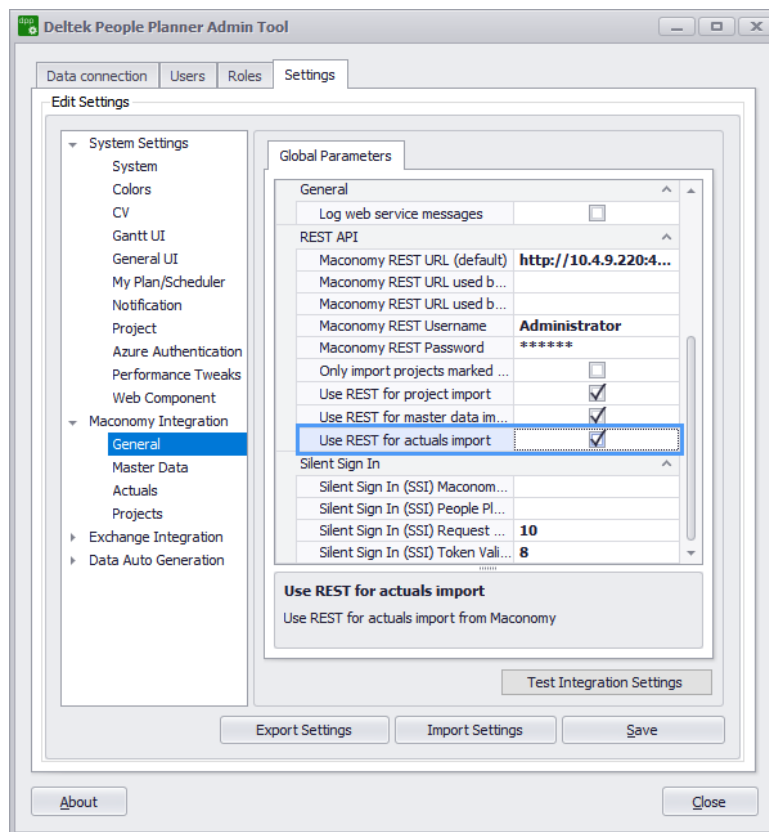 dpp
Deltek People Planner Admin Tool
Data connection Users Roles Settings
Edit Settings
System Settings
System
Colors
CV
Gantt UI
General UI
My Plan/Scheduler
Notification
Project
Azure Authentication
Performance Tweaks
Web Component
Maconomy Integration
General
Master Data
Actuals
Projects
Exchange Integration
Data Auto Generation
Global Parameters
General
Log web service messages
REST API
Maconomy REST URL (default) http://10.4.9.220:4...
Maconomy REST URL used b...
Maconomy REST URL used b...
Maconomy REST Username Administrator
Maconomy REST Password ******
Only import projects marked ...
Use REST for project import
Use REST for master data im...
Use REST for actuals import
Silent Sign In
Silent Sign In (SSI) Maconom...
Silent Sign In (SSI) People Pl...
Silent Sign In (SSI) Request ... 10
Silent Sign In (SSI) Token Vali... 8
Use REST for actuals import
Use REST for actuals import from Maconomy
Test Integration Settings
Export Settings Import Settings Save
About Close